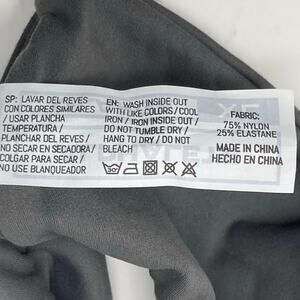 SP: LAVAR DEL REVES
CON COLORES SIMILARES
/ USAR PLANCHA
TEMPERATURA /
PLANCHAR DEL REVES /
NO SECAR EN SECADORA/
COLGAR PARA SECAR /
NO USE BLANQUEADOR
EN: WASH INSIDE OUT
WITH LIKE COLORS / COOL
IRON / IRON INSIDE OUT /
DO NOT TUMBLE DRY /
HANG TO DRY / DO NOT
BLEACH
FABRIC:
75% NYLON
25% ELASTANE
MADE IN CHINA
HECHO EN CHINA